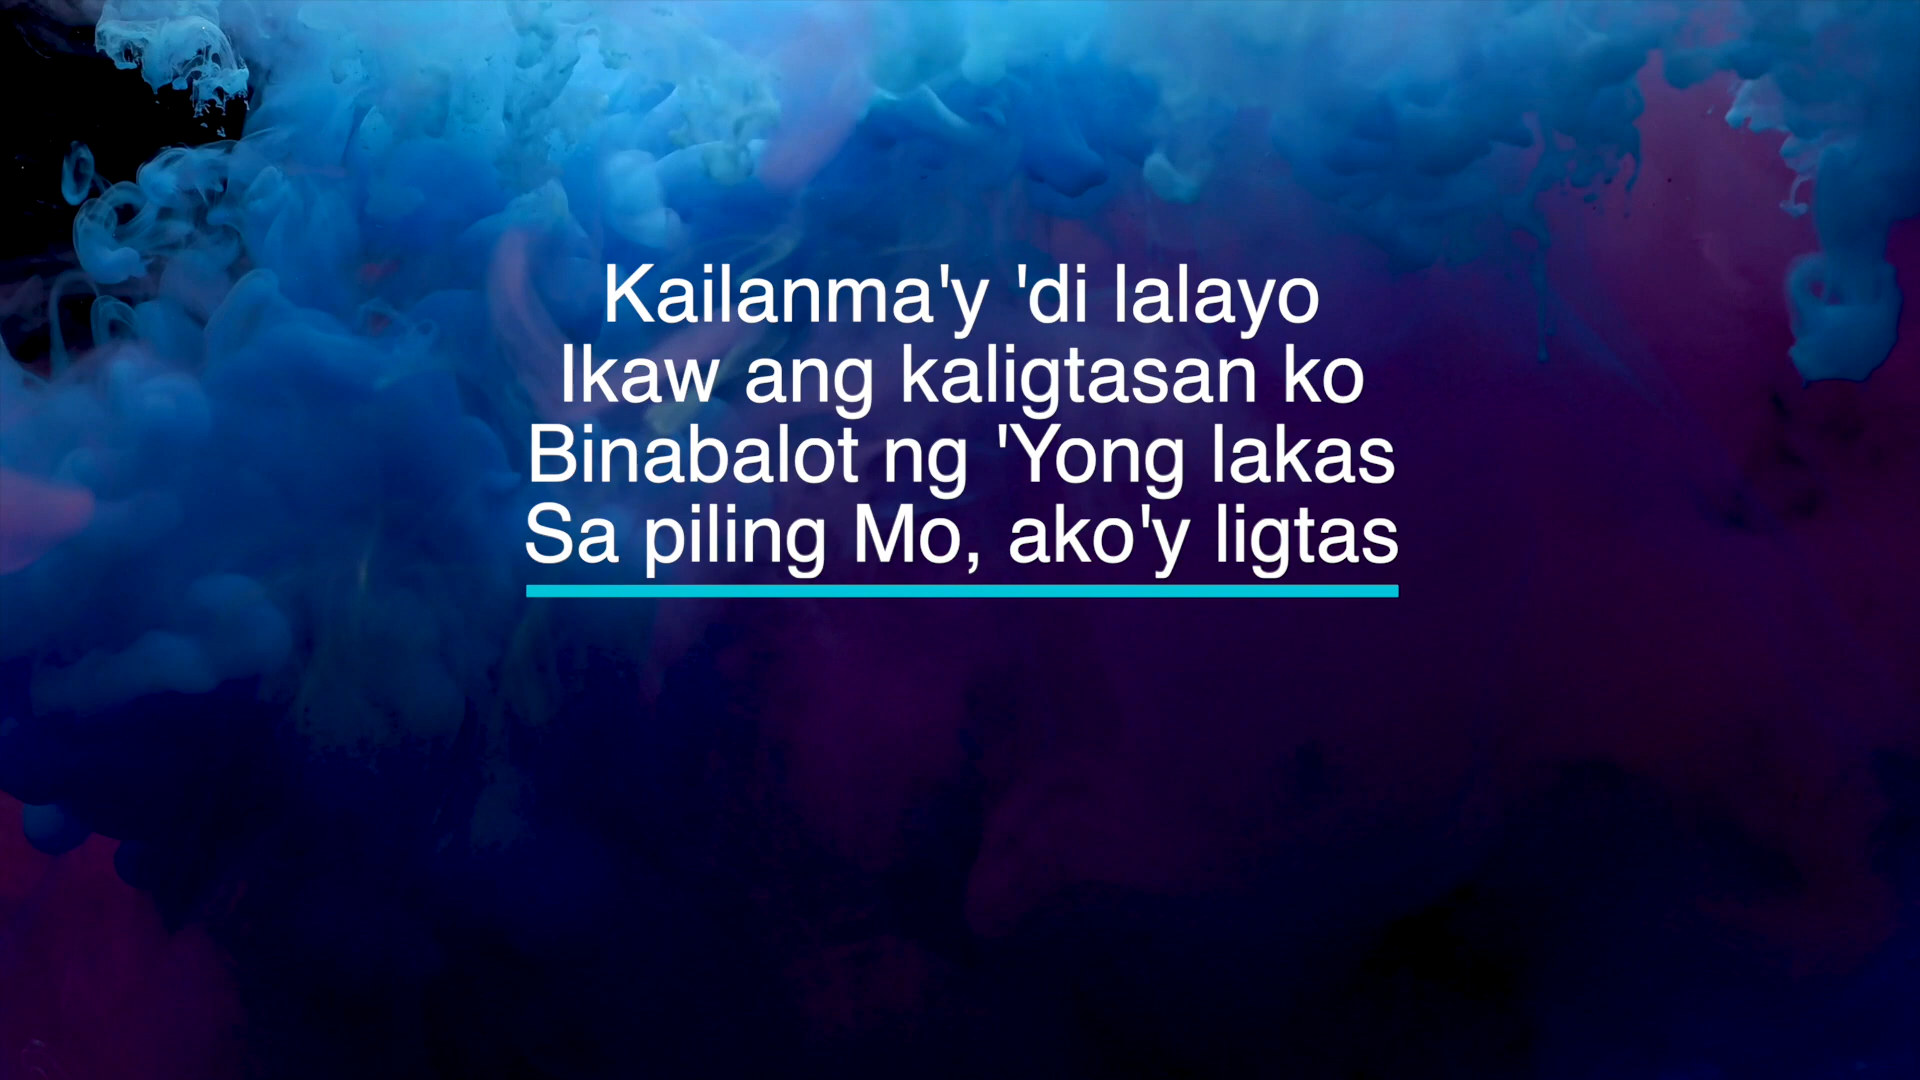 Kailanma'y 'di lalayo
Ikaw ang kaligtasan ko
Binabalot ng 'Yong lakas
Sa piling Mo, ako'y ligtas